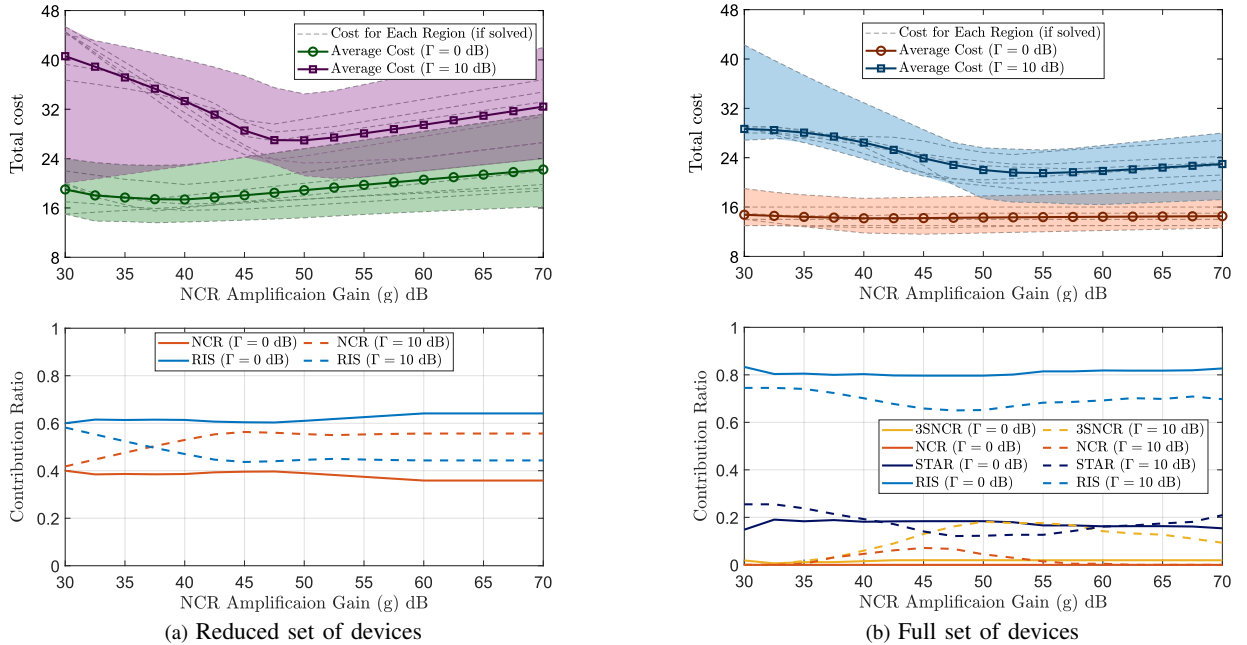 48
40
32
24
16
8
Total cost
Cost for Each Region (if solved)
Average Cost (Γ = 0 dB)
Average Cost (Γ = 10 dB)
30 35 40 45 50 55 60 65 70
NCR Amplificaion Gain (g) dB
48
40
32
24
16
8
Total cost
Cost for Each Region (if solved)
Average Cost (Γ = 0 dB)
Average Cost (Γ = 10 dB)
30 35 40 45 50 55 60 65 70
NCR Amplificaion Gain (g) dB
1
0.8
0.6
0.4
0.2
0
Contribution Ratio
NCR (Γ = 0 dB) NCR (Γ = 10 dB)
RIS (Γ = 0 dB) RIS (Γ = 10 dB)
30 35 40 45 50 55 60 65 70
NCR Amplificaion Gain (g) dB
(a) Reduced set of devices
1
0.8
0.6
0.4
0.2
0
Contribution Ratio
3SNCR (Γ = 0 dB) 3SNCR (Γ = 10 dB)
NCR (Γ = 0 dB) NCR (Γ = 10 dB)
STAR (Γ = 0 dB) STAR (Γ = 10 dB)
RIS (Γ = 0 dB) RIS (Γ = 10 dB)
30 35 40 45 50 55 60 65 70
NCR Amplificaion Gain (g) dB
(b) Full set of devices